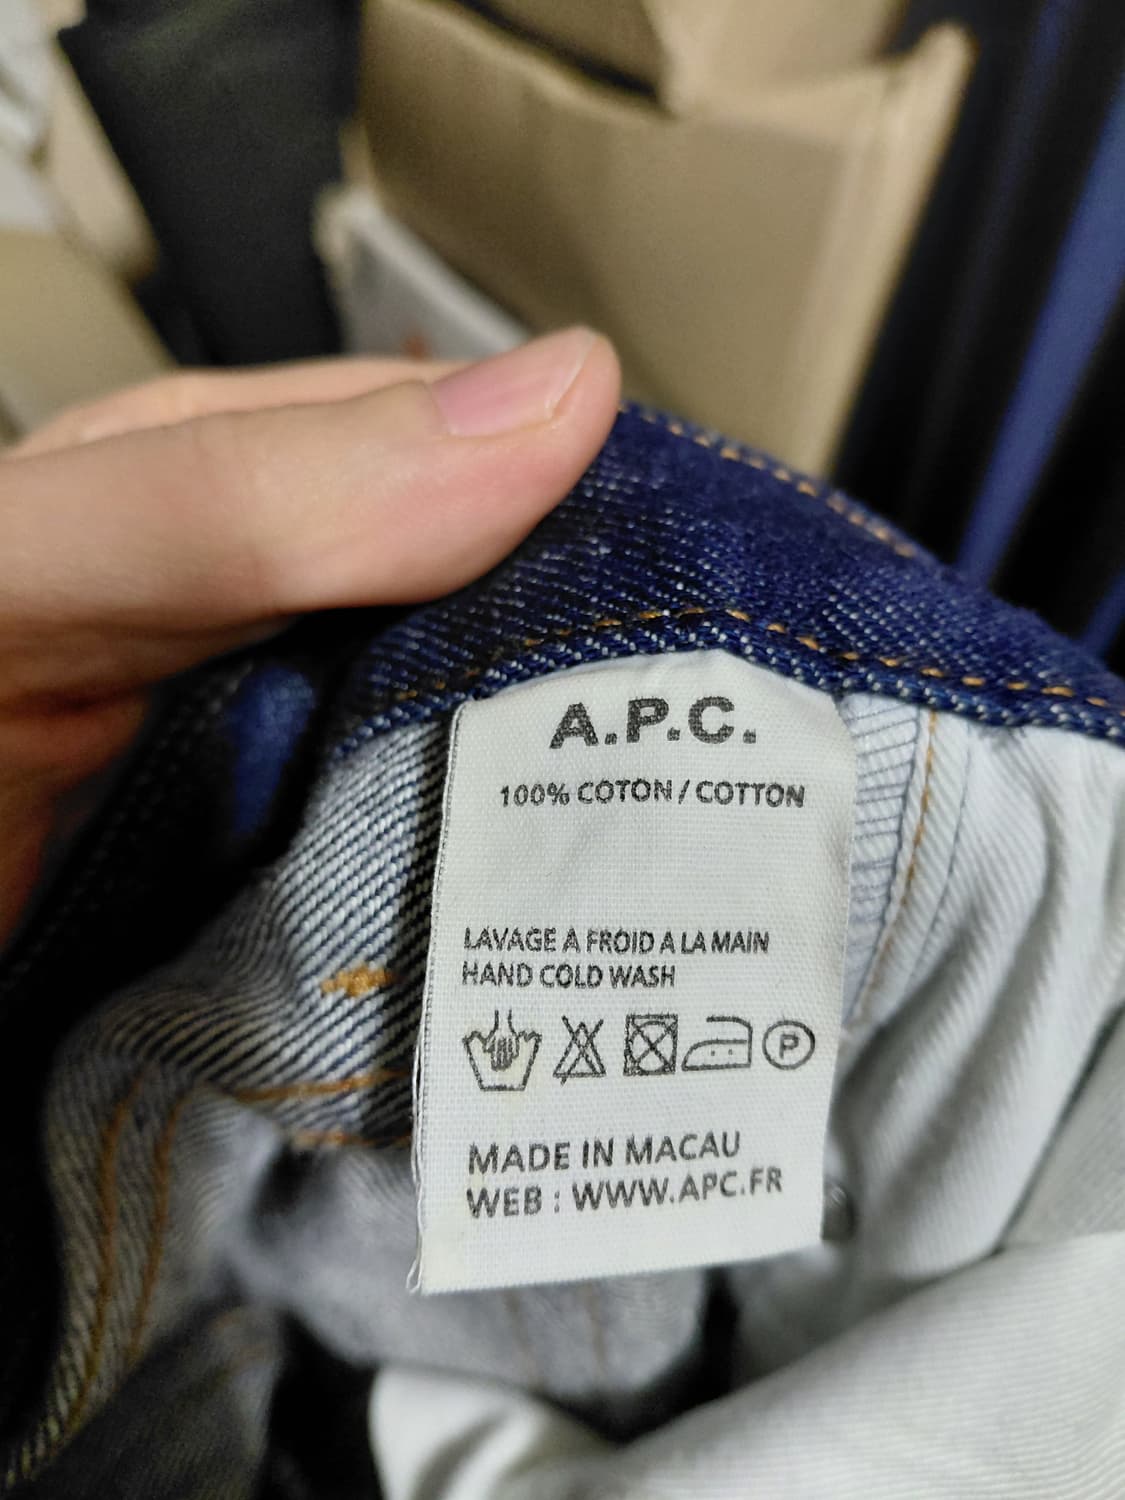 A.P.C.
100% COTON / COTTON
LAVAGE A FROID A LA MAIN
HAND COLD WASH
P
MADE IN MACAU
WEB : WWW.APC.FR